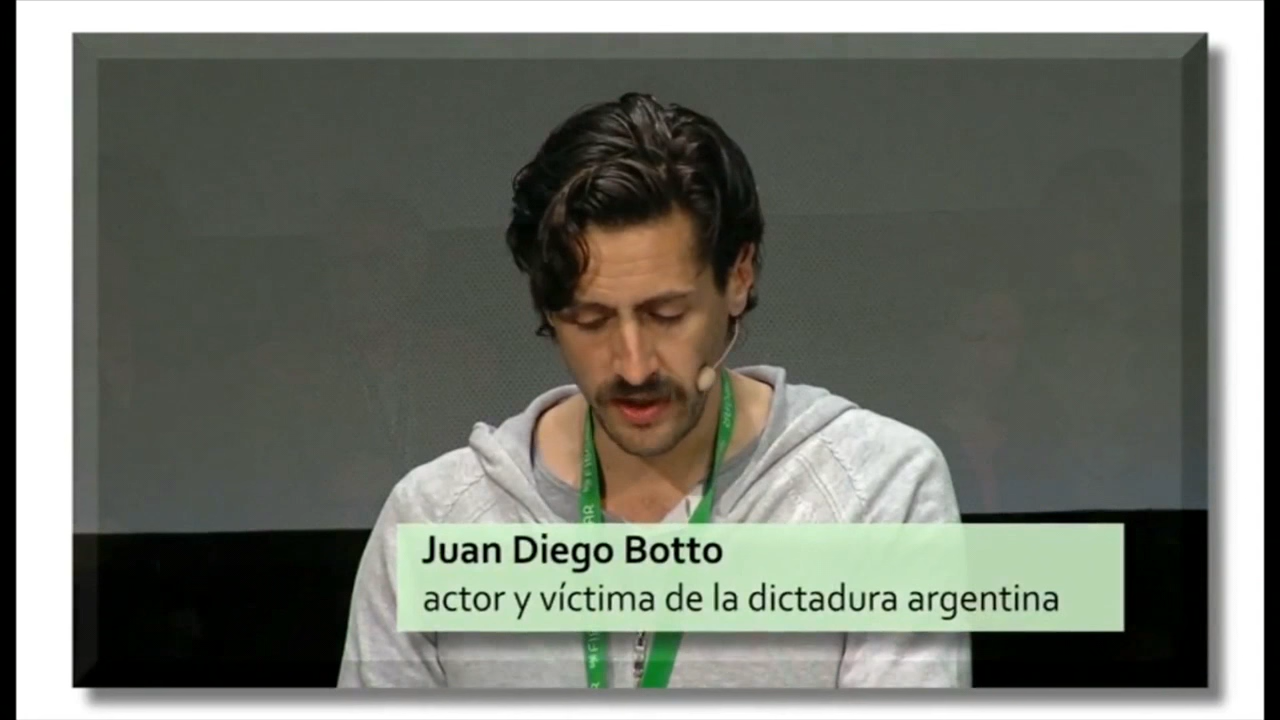 Juan Diego Botto
actor y víctima de la dictadura argentina